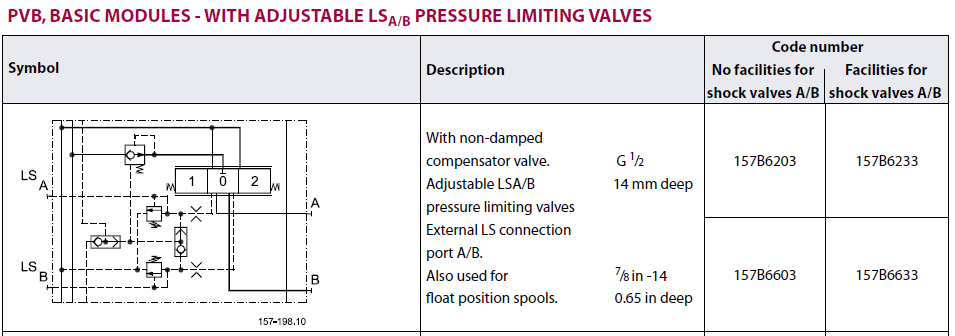 PVB, BASIC MODULES - WITH ADJUSTABLE LSA/B PRESSURE LIMITING VALVES
Code number
Symbol
Description
No facilities for
shock valves A/B
Facilities for
shock valves A/B
LS
A
1 0 2
A
LS
B
B
157-198.10
With non-damped
compensator valve.
Adjustable LSA/B
pressure limiting valves
External LS connection
port A/B.
Also used for
float position spools.
G 1/2
14 mm deep
7/8 in -14
0.65 in deep
157B6203
157B6233
157B6603
157B6633